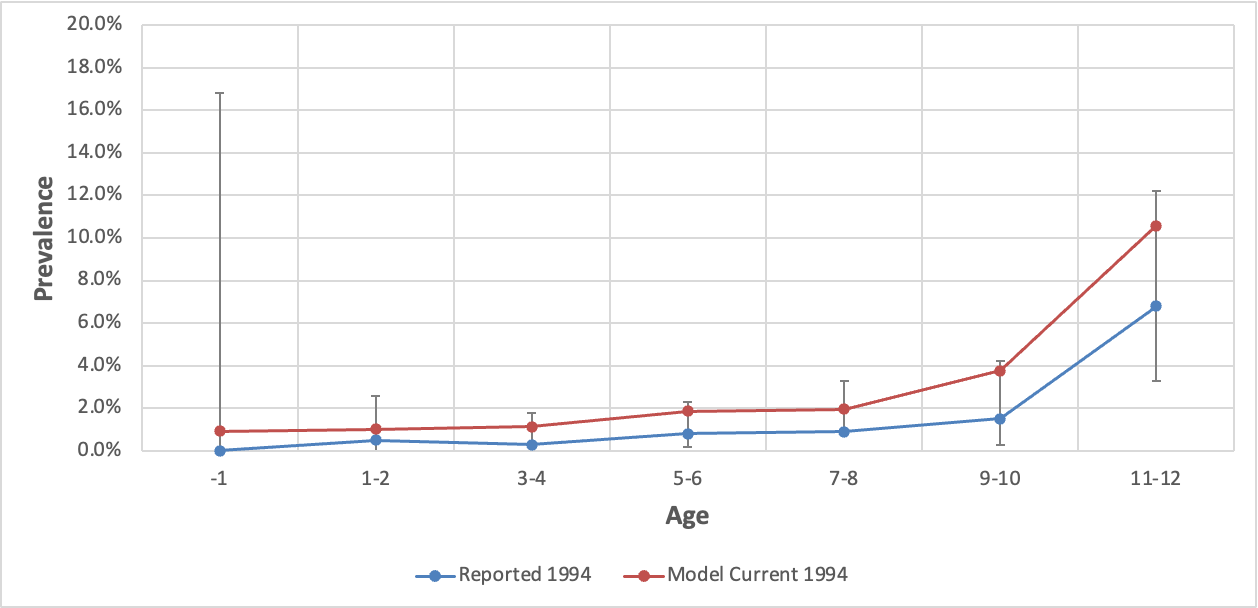 20.0%
18.0%
16.0%
14.0%
12.0%
10.0%
8.0%
6.0%
4.0%
2.0%
0.0%
Prevalence
-1 1-2 3-4 5-6 7-8 9-10 11-12
Age
Reported 1994 Model Current 1994